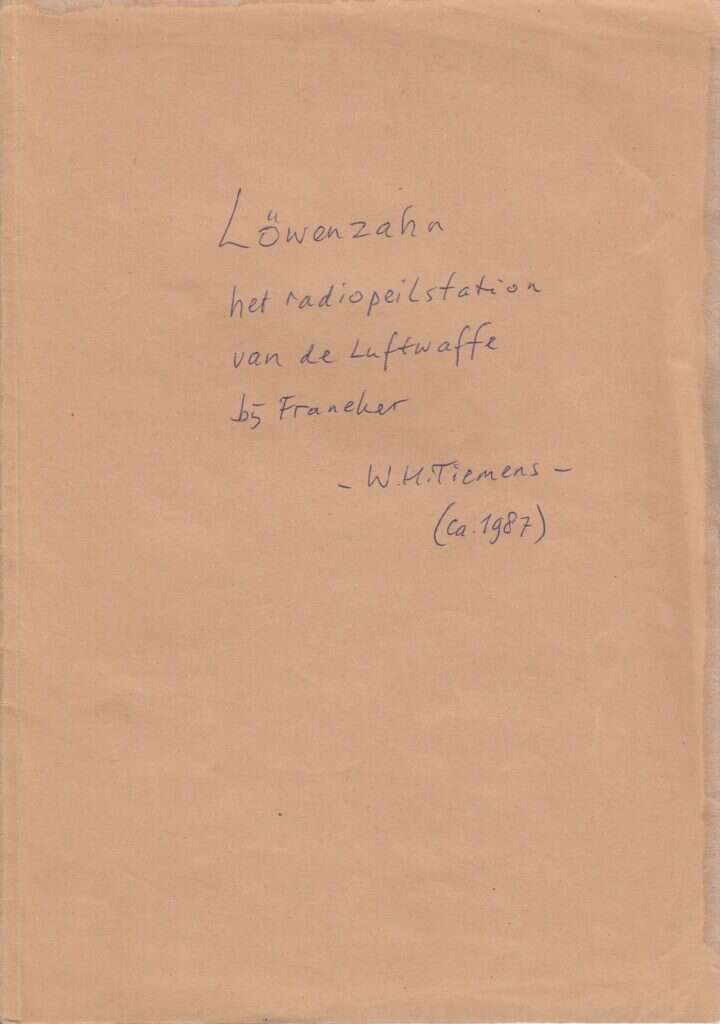 Löwenzahn
het radiopeilstation
van de Luftwaffe
bij Franeker
- W.H.Tiemens -
(ca. 1987)